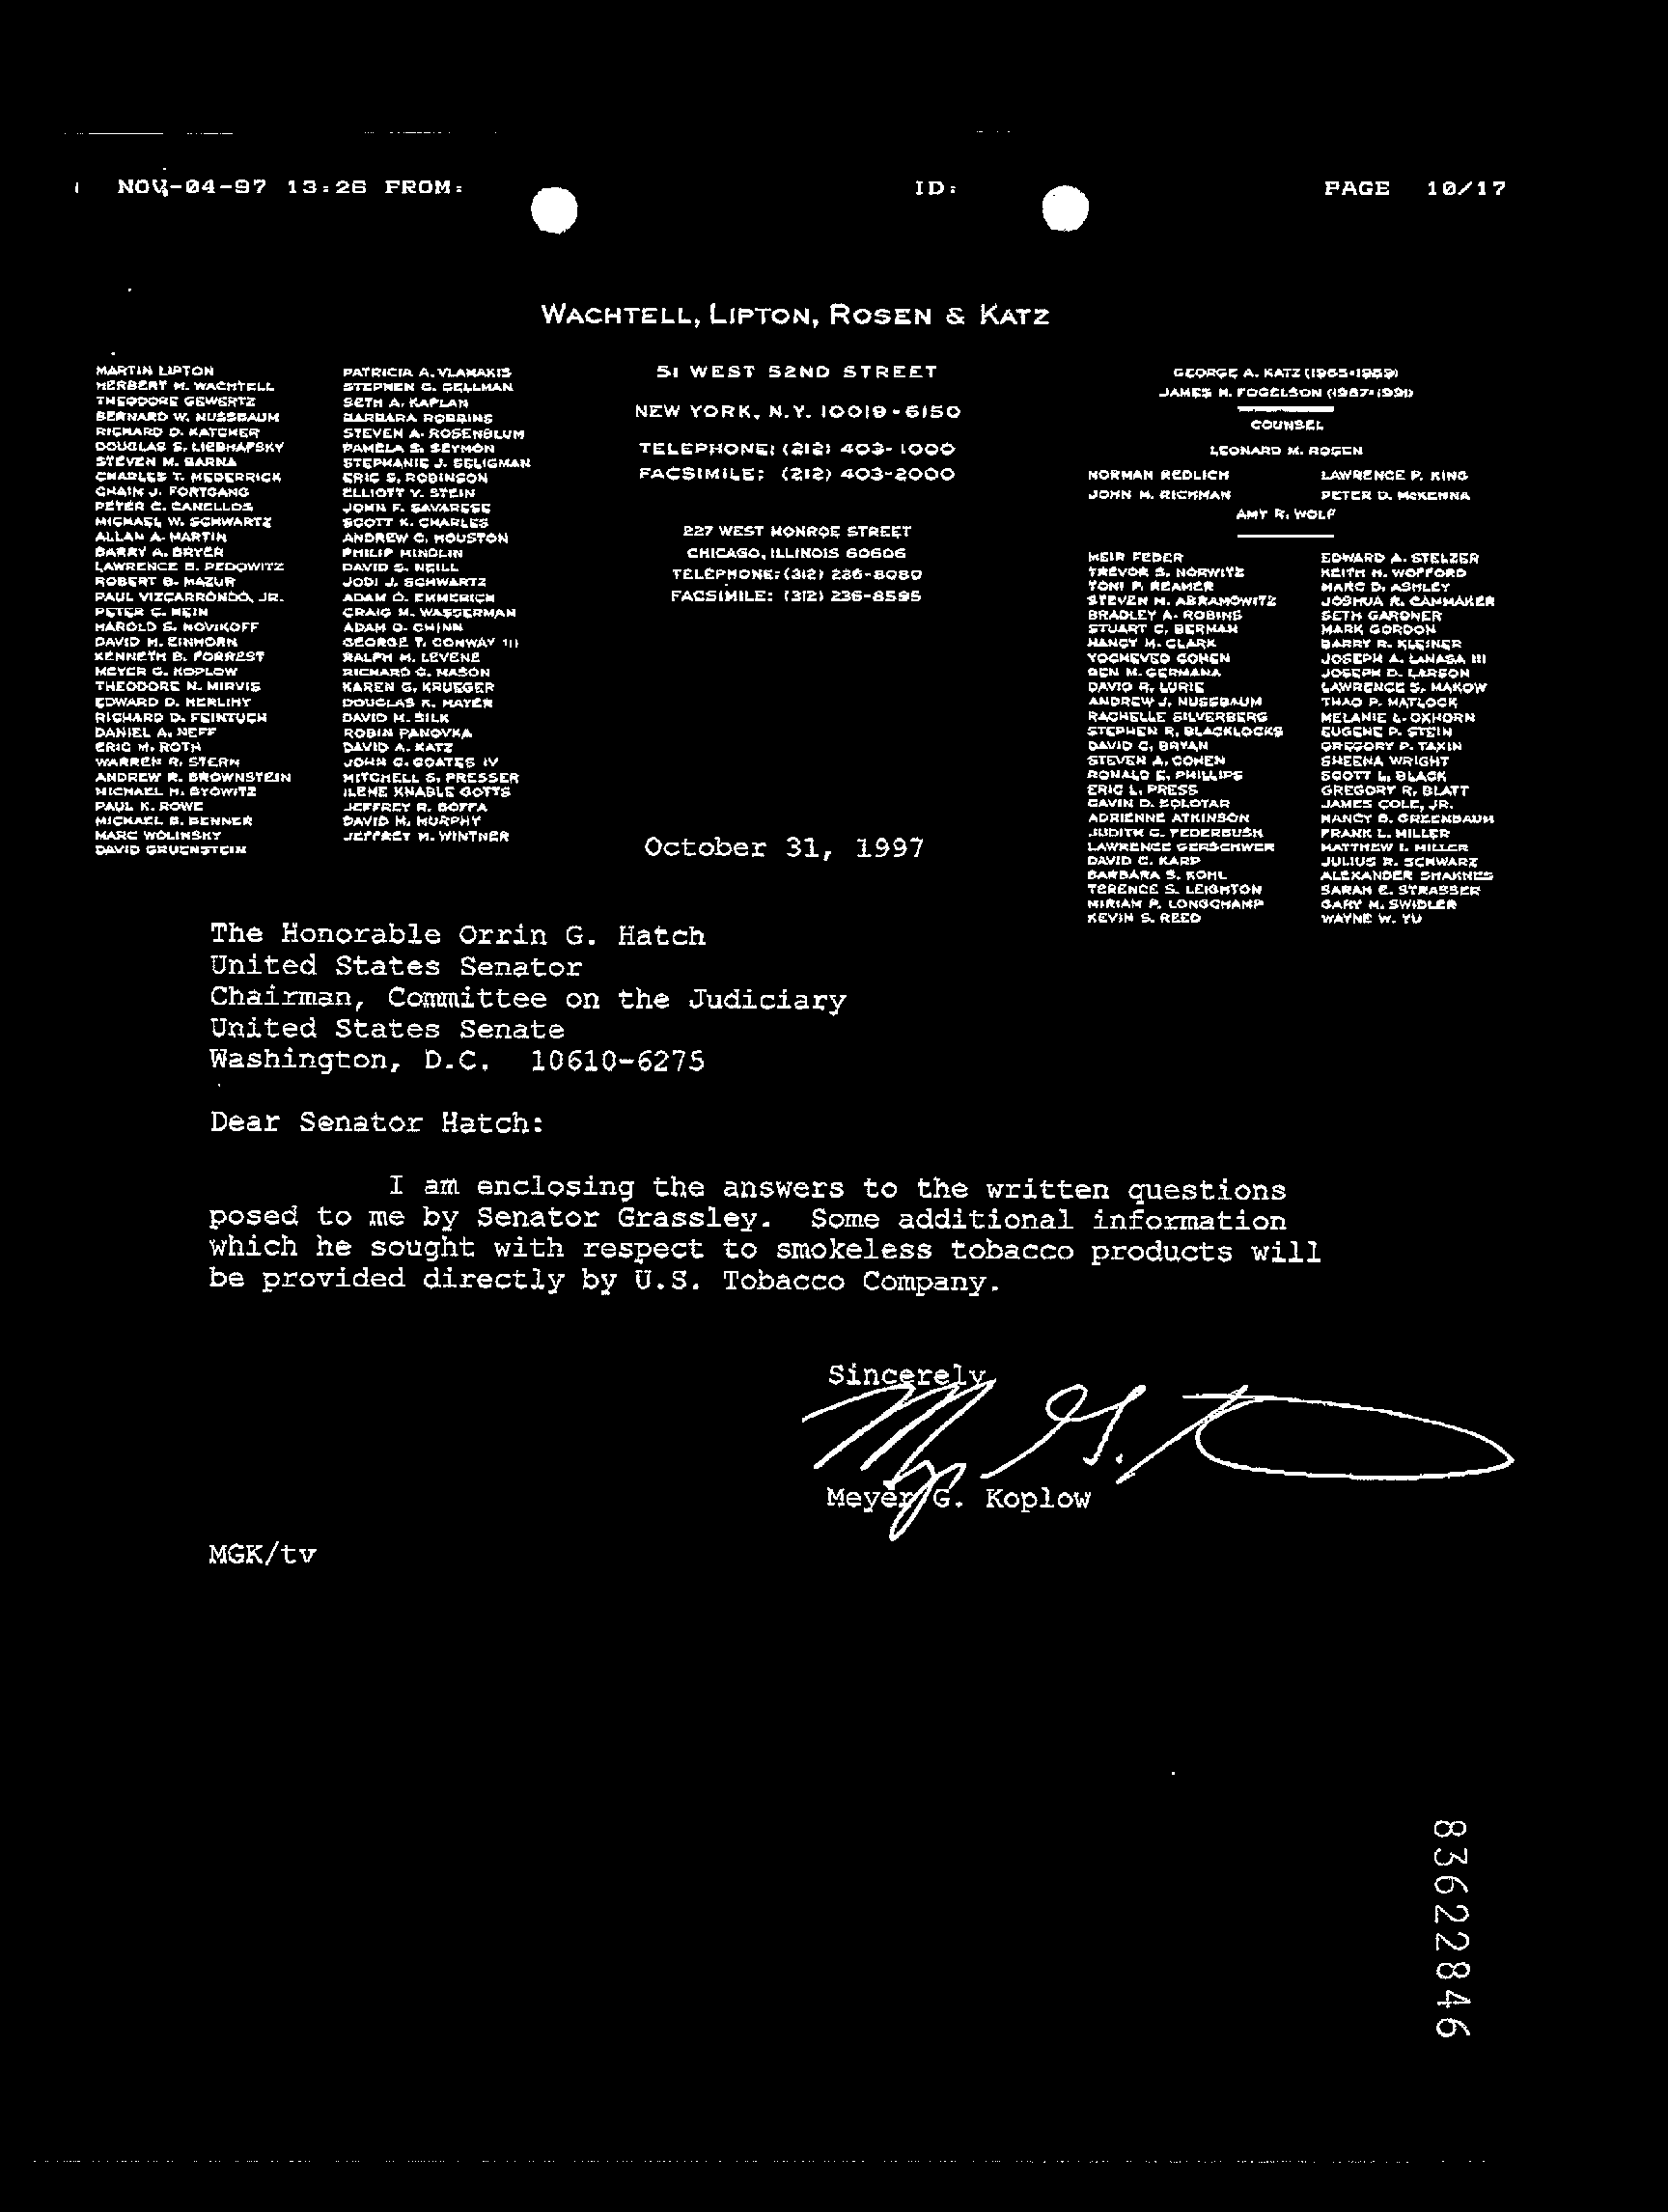 NOV-04-97 13:26 FROM: ID: PAGE 10/17
WACHTELL, LIPTON, ROSEN & KATZ
MARTIN LIPTON
HERBERT M. WACHTELL
THEODORE GEWERTZ
BERNARD W. NUSSBAUM
RICHARD D. KATCHER
DOUGLAS S. LIEBHAFSKY
STEVEN M. BARNA
CHARLES T. MEDERRICK
CHAIM J. FORTGANG
PETER C. CANELLOS
MICHAEL W. SCHWARTZ
ALLAN A. MARTIN
BARRY A. BRYER
LAWRENCE B. PEDOWITZ
ROBERT B. MAZUR
PAUL VIZCARRONDO, JR.
PETER C. HEIN
HAROLD S. NOVIKOFF
DAVID M. EINHORN
KENNETH B. FORREST
MEYER G. KOPLOW
THEODORE N. MIRVIS
EDWARD D. HERLIHY
RICHARD D. FEINTUCH
DANIEL A. NEFF
ERIC M. ROTH
WARREN R. STERN
ANDREW R. BROWNSTEIN
MICHAEL H. BYOWITZ
PAUL K. ROWE
MICHAEL B. BENNER
MARC WOLINSKY
DAVID GRUENSTEIN
PATRICIA A. VLAHAKIS
STEPHEN G. GELLMAN
SETH A. KAPLAN
BARBARA ROBBINS
STEVEN A. ROSENBLUM
PAMELA S. SEYMON
STEPHANIE J. SELIGMAN
ERIC S. ROBINSON
ELLIOTT V. STEIN
JOHN F. SAVARESE
SCOTT K. CHARLES
ANDREW C. HOUSTON
PHILIP MINDLIN
DAVID S. NEILL
JODI J. SCHWARTZ
ADAM O. EMMERICH
CRAIG M. WASSERMAN
ADAM D. CHINN
GEORGE T. CONWAY III
RALPH M. LEVENE
RICHARD G. MASON
KAREN G. KRUEGER
DOUGLAS K. MAYER
DAVID M. SILK
ROBIN PANOVKA
DAVID A. KATZ
JOHN C. COATES IV
MITCHELL S. PRESSER
ILENE KNABLE GOTTS
JEFFREY R. BOFFA
DAVID M. MURPHY
JEFFREY M. WINTNER
51 WEST 52ND STREET
NEW YORK, N.Y. 10019-6150
TELEPHONE: (212) 403-1000
FACSIMILE: (212) 403-2000
227 WEST MONROE STREET
CHICAGO, ILLINOIS 60606
TELEPHONE: (312) 236-8080
FACSIMILE: (312) 236-8595
GEORGE A. KATZ (1965-1989)
JAMES H. FOGELSON (1967-1991)
COUNSEL
LEONARD M. ROSEN
NORMAN REDLICH LAWRENCE P. KING
JOHN M. RICHMAN PETER D. McKENNA
AMY R. WOLF
MEIR FEDER
TREVOR S. NORWITZ
TONI P. REAMER
STEVEN N. ABRAMOWITZ
BRADLEY A. ROBINS
STUART C. BERMAN
NANCY M. CLARK
YOCHEVED COHEN
BEN M. GERMANA
DAVID R. LURIE
ANDREW J. NUSSBAUM
RACHELLE SILVERBERG
STEPHEN R. BLACKLOCKS
DAVID C. BRYAN
STEVEN A. COHEN
RONALD E. PHILLIPS
ERIC L. PRESS
GAVIN D. SOLOTAR
ADRIENNE ATKINSON
JUDITH G. FEDERBUSH
LAWRENCE GERSCHWER
DAVID C. KARP
BARBARA S. KOHL
TERENCE S. LEIGHTON
MIRIAM P. LONGCHAMP
KEVIN S. REED
EDWARD A. STELZER
KEITH H. WOFFORD
MARC D. ASHLEY
JOSHUA R. CAMMAKER
SETH GARDNER
MARK GORDON
BARRY R. KLEINER
JOSEPH A. LANASA III
JOSEPH D. LARSON
LAWRENCE S. MAKOW
THAD P. MATLOCK
MELANIE L. OXHORN
EUGENE P. STEIN
GREGORY P. TAXIN
SHEENA WRIGHT
SCOTT L. BLACK
GREGORY R. BLATT
JAMES COLE, JR.
NANCY B. GREENBAUM
FRANK L. MILLER
MATTHEW I. MILLER
JULIUS R. SCHWARZ
ALEXANDER SHAKNES
SARAH E. STRASSER
GARY M. SWIDLER
WAYNE W. YU
October 31, 1997
The Honorable Orrin G. Hatch
United States Senator
Chairman, Committee on the Judiciary
United States Senate
Washington, D.C. 10610-6275
Dear Senator Hatch:
I am enclosing the answers to the written questions
posed to me by Senator Grassley. Some additional information
which he sought with respect to smokeless tobacco products will
be provided directly by U.S. Tobacco Company.
Sincerely,
Meyer G. Koplow
MGK/tv
83622846